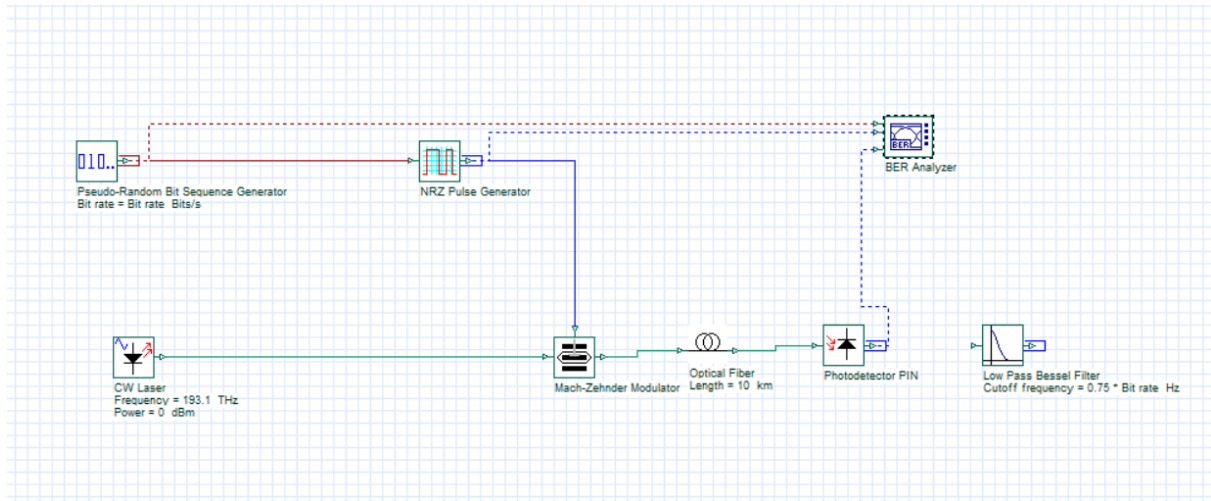 BER
BER Analyzer
010..
Pseudo-Random Bit Sequence Generator
Bit rate = Bit rate  Bits/s
NRZ Pulse Generator
CW Laser
Frequency = 193.1  THz
Power = 0  dBm
Mach-Zehnder Modulator
Optical Fiber
Length = 10  km
Photodetector PIN
Low Pass Bessel Filter
Cutoff frequency = 0.75 * Bit rate  Hz